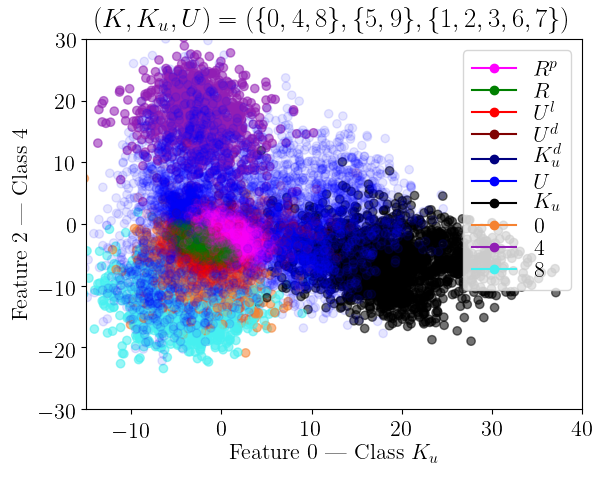 (K, K_u, U) = ({0, 4, 8}, {5, 9}, {1, 2, 3, 6, 7})
30
20
10
0
−10
−20
−30
Feature 2 — Class 4
R^p
R
U^l
U^d
K_u^d
U
K_u
0
4
8
−10
0
10
20
30
40
Feature 0 — Class K_u